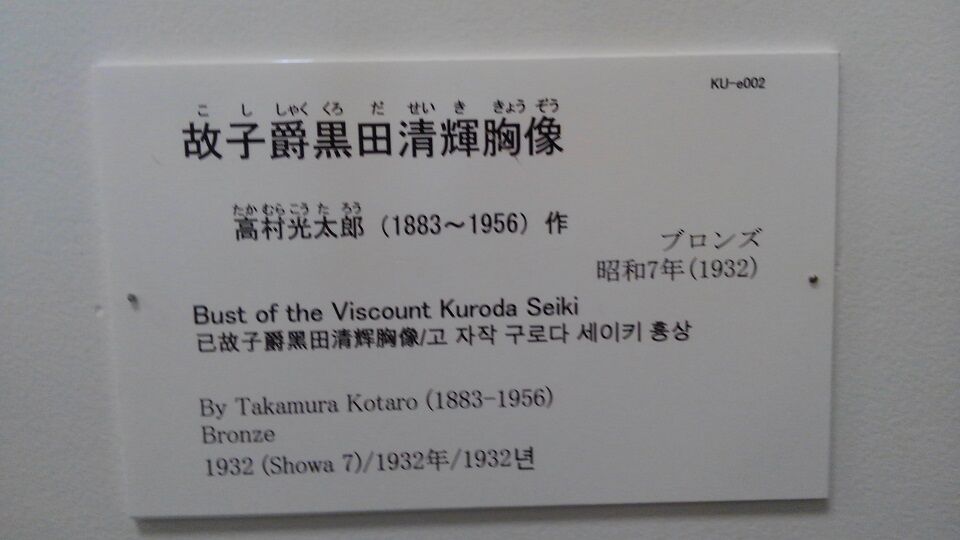 KU-e002
こ し しゃく くろ だ せい き きょう ぞう
故子爵黒田清輝胸像
たか むら こう た ろう
高村光太郎 (1883～1956) 作
ブロンズ
昭和7年(1932)
Bust of the Viscount Kuroda Seiki
已故子爵黑田清辉胸像/고 자작 구로다 세이키 흉상
By Takamura Kotaro (1883-1956)
Bronze
1932 (Showa 7)/1932年/1932년